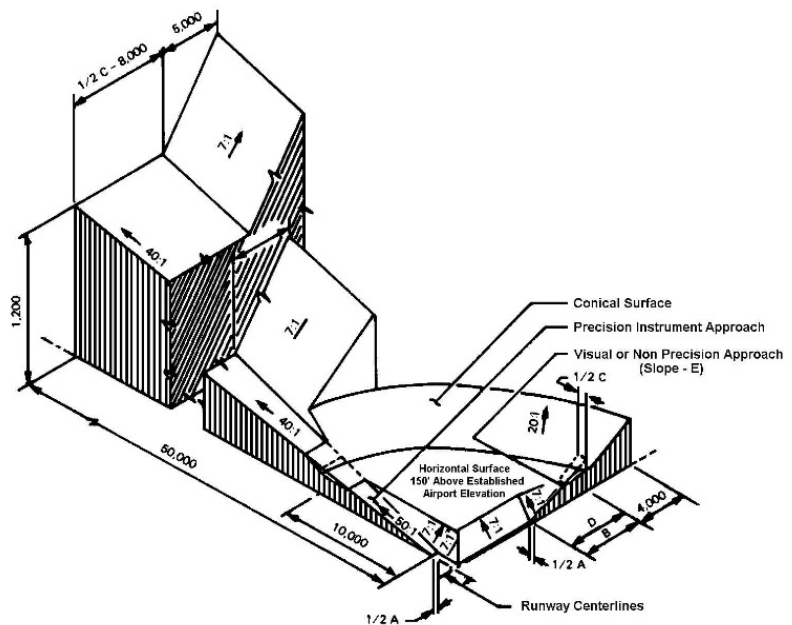 5,000
1/2 C – 8,000
7:1
40:1
1,200
7:1
Conical Surface
Precision Instrument Approach
Visual or Non Precision Approach
(Slope - E)
1/2 C
40:1
20:1
50,000
Horizontal Surface
150' Above Established
Airport Elevation
7:1
7:1
4,000
50:1
7:1
7:1
7:1
D
B
10,000
1/2 A
Runway Centerlines
1/2 A